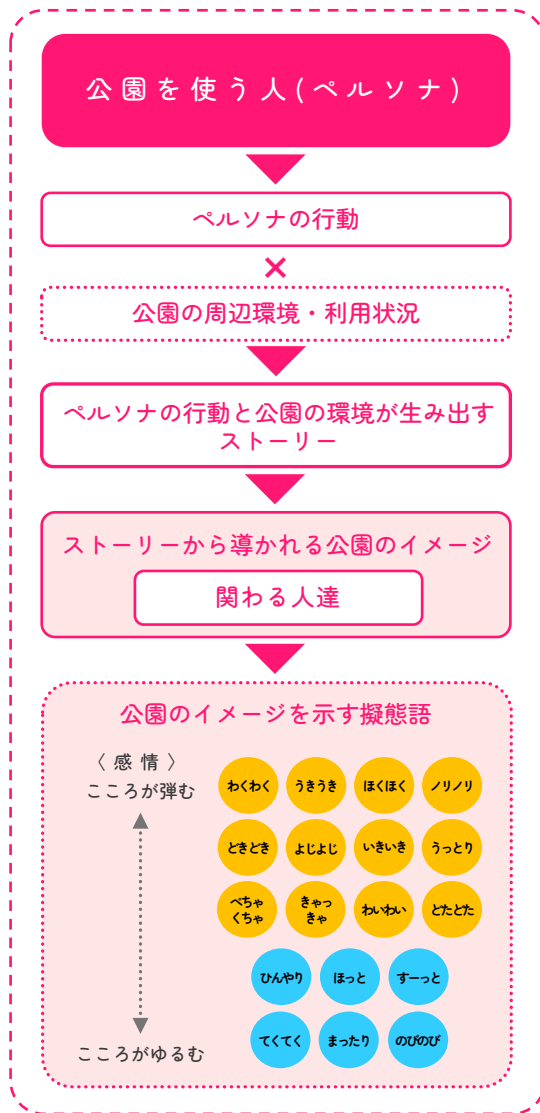 公園を使う人(ペルソナ)
ペルソナの行動
×
公園の周辺環境・利用状況
ペルソナの行動と公園の環境が生み出す
ストーリー
ストーリーから導かれる公園のイメージ
関わる人達
公園のイメージを示す擬態語
〈感情〉
こころが弾む
わくわく うきうき ほくほく ノリノリ
どきどき よじよじ いきいき うっとり
ぺちゃ
くちゃ
きゃっ
きゃ
わいわい どたどた
ひんやり ほっと すーっと
てくてく まったり のびのび
こころがゆるむ